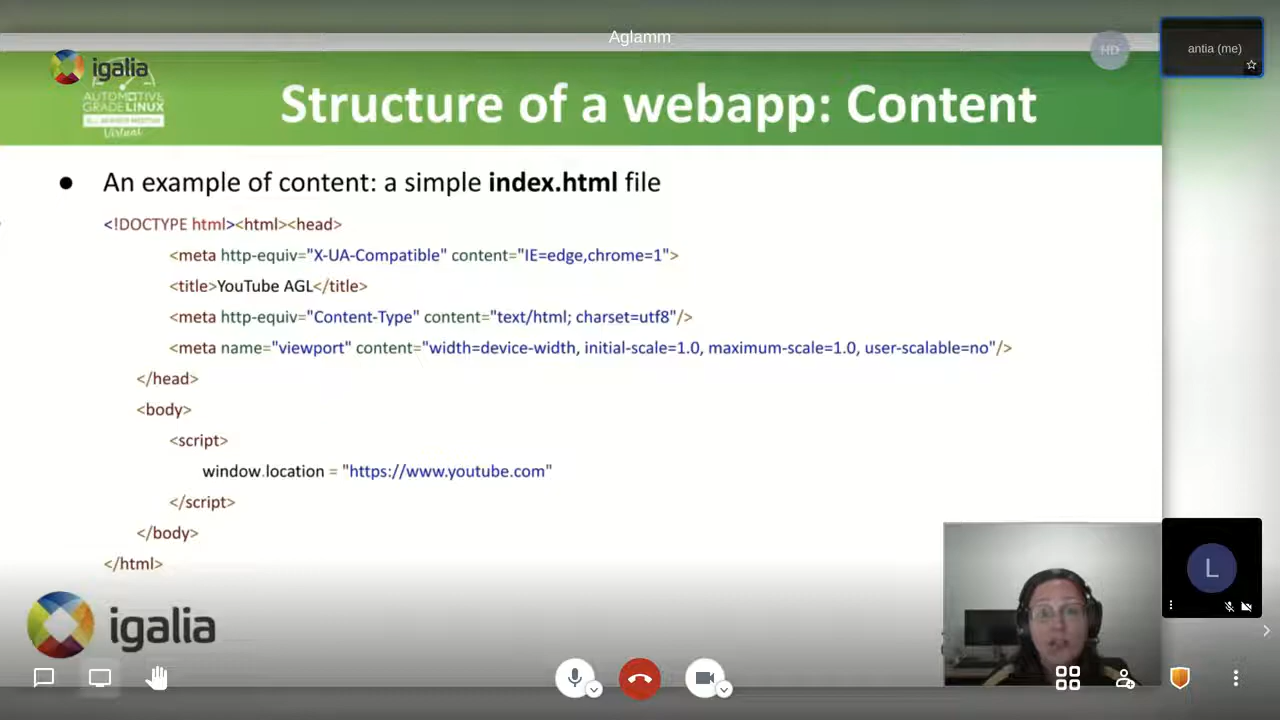 Aglamm
HD
antia (me)
igalia
AUTOMOTIVE
GRADELINUX
Virtual
Structure of a webapp: Content
● An example of content: a simple index.html file
<!DOCTYPE html><html><head>
<meta http-equiv="X-UA-Compatible" content="IE=edge,chrome=1">
<title>YouTube AGL</title>
<meta http-equiv="Content-Type" content="text/html; charset=utf8"/>
<meta name="viewport" content="width=device-width, initial-scale=1.0, maximum-scale=1.0, user-scalable=no"/>
</head>
<body>
<script>
window.location = "https://www.youtube.com"
</script>
</body>
</html>
L
igalia